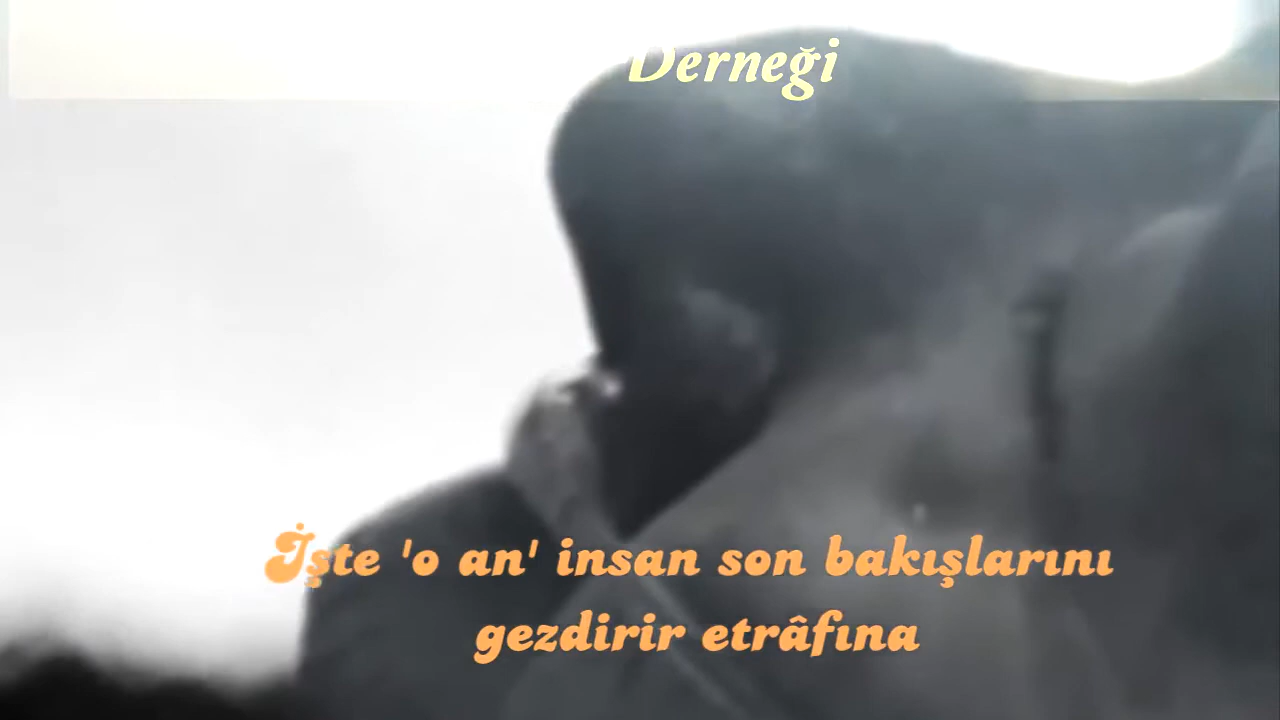 Derneği
İşte 'o an' insan son bakışlarını
gezdirir etrâfına